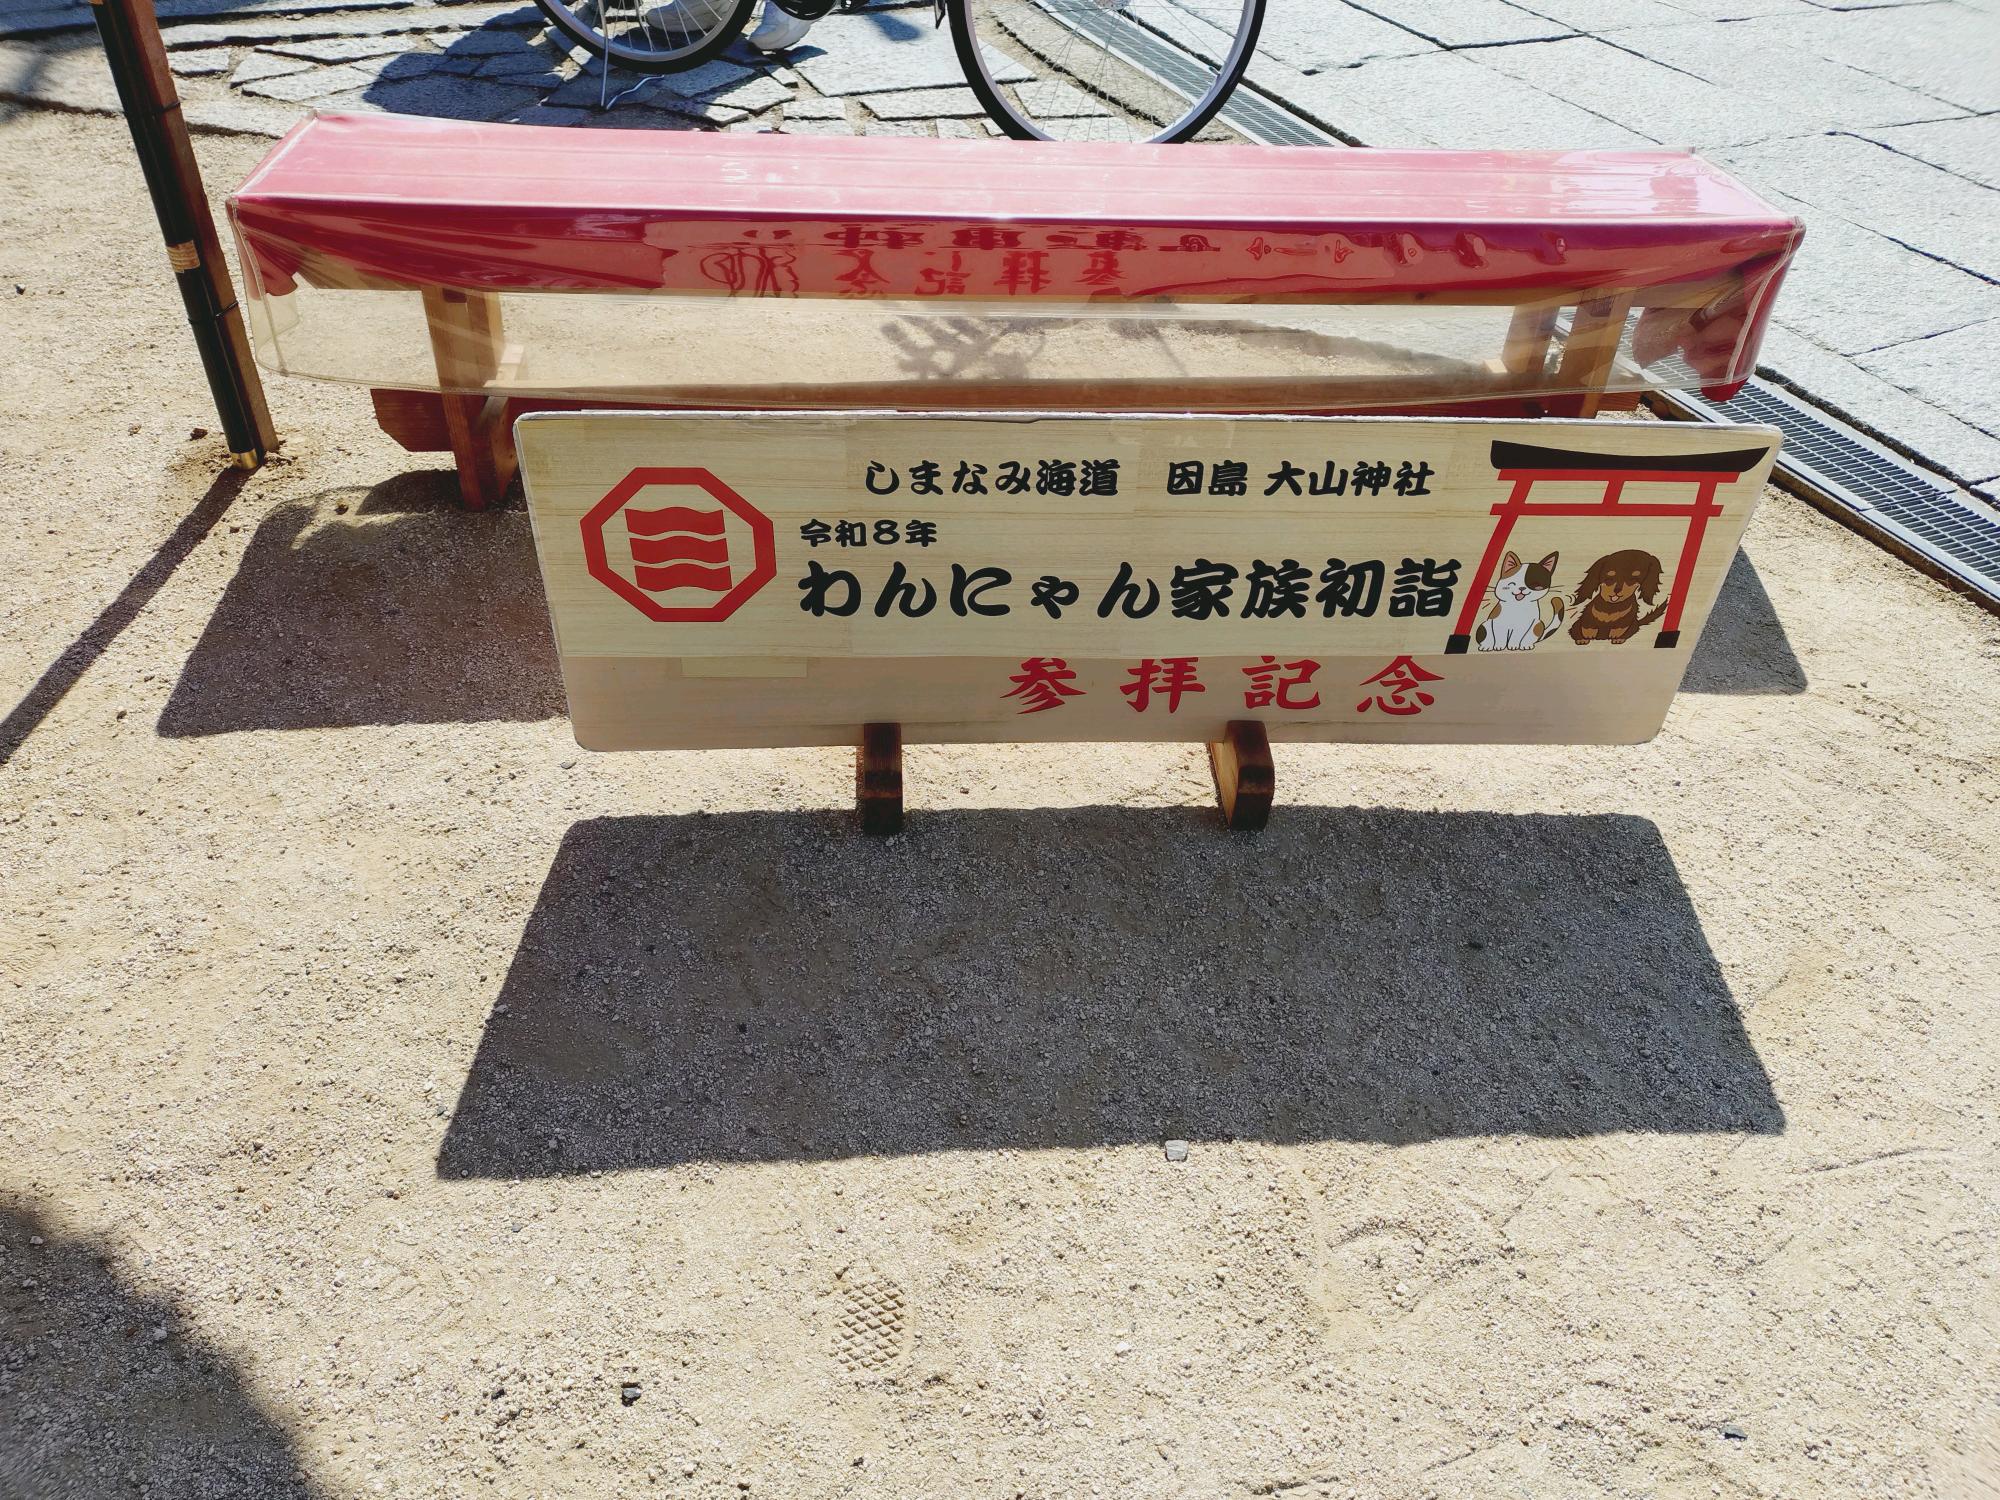 しまなみ海道　因島 大山神社
令和８年
わんにゃん家族初詣
参拝記念